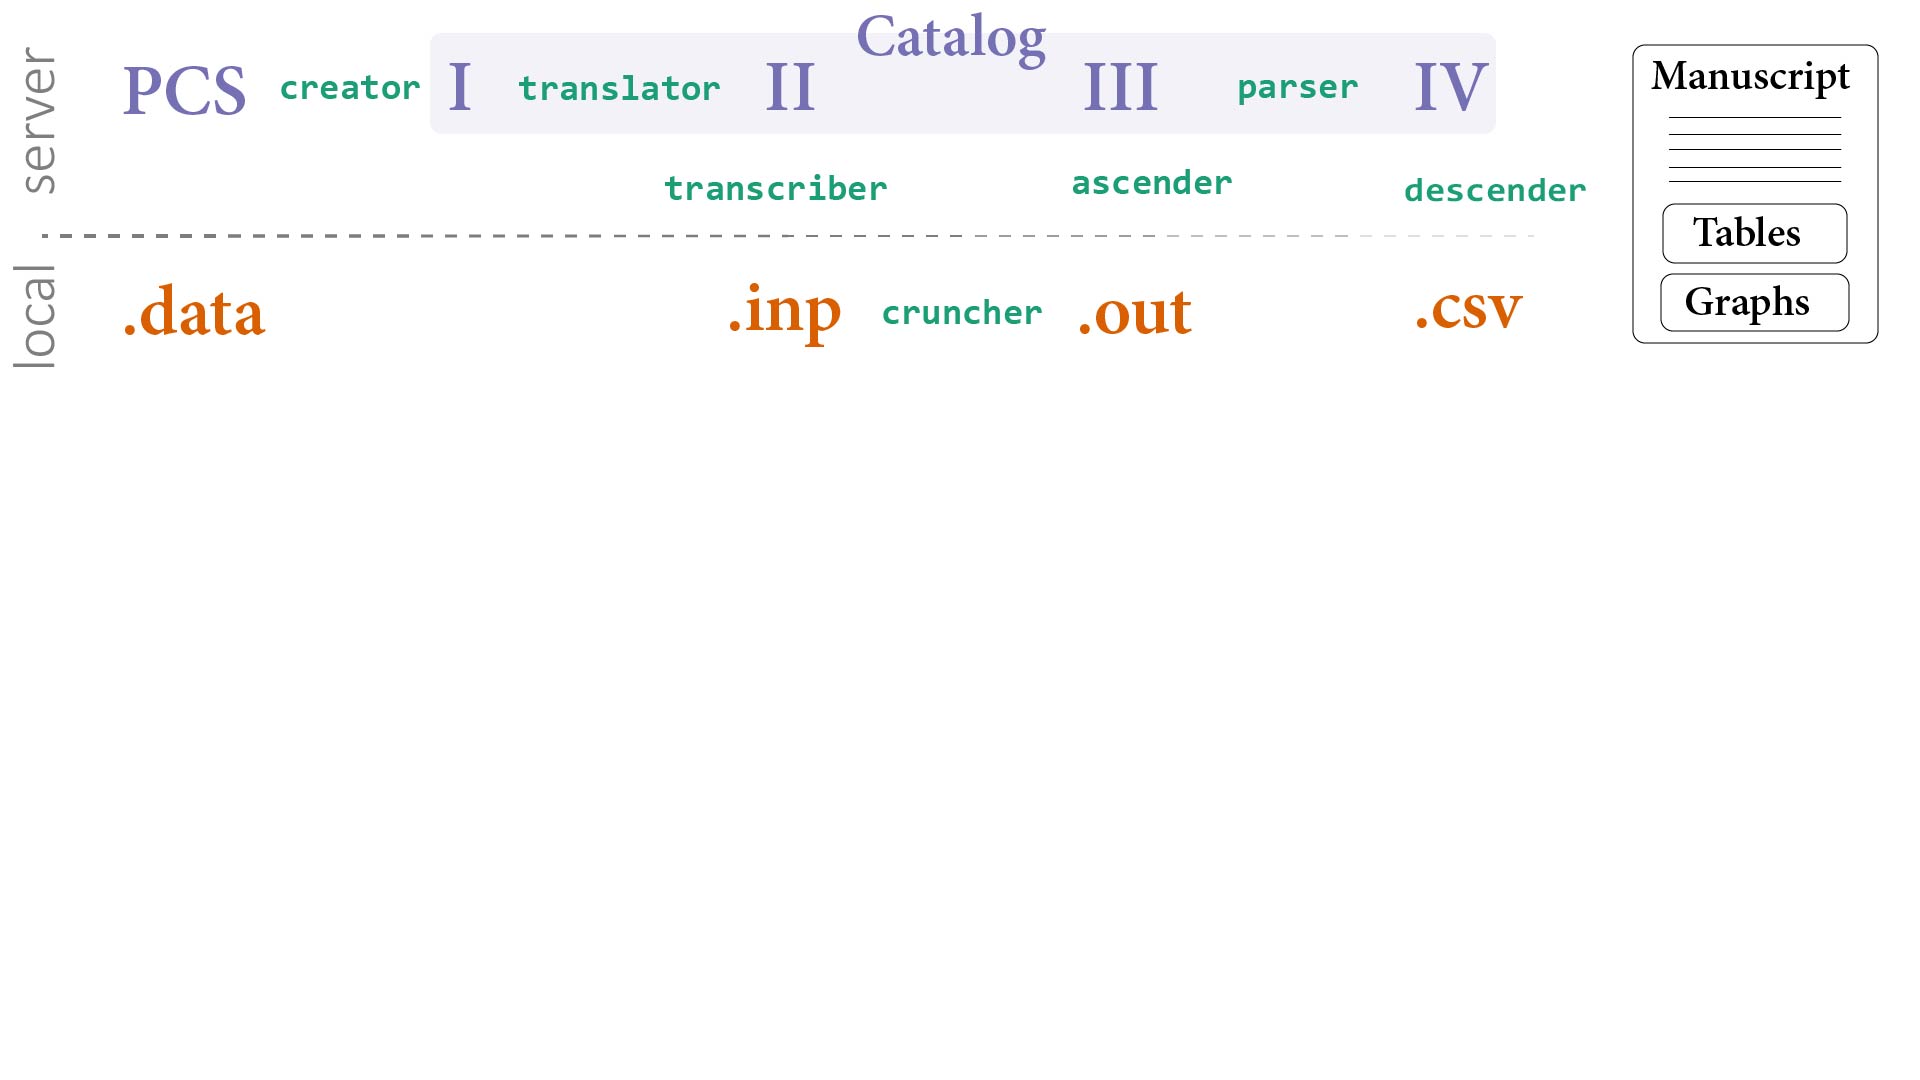 server
Catalog
PCS creator I translator II III parser IV
transcriber ascender descender
local
.data .inp cruncher .out .csv
Manuscript
Tables
Graphs